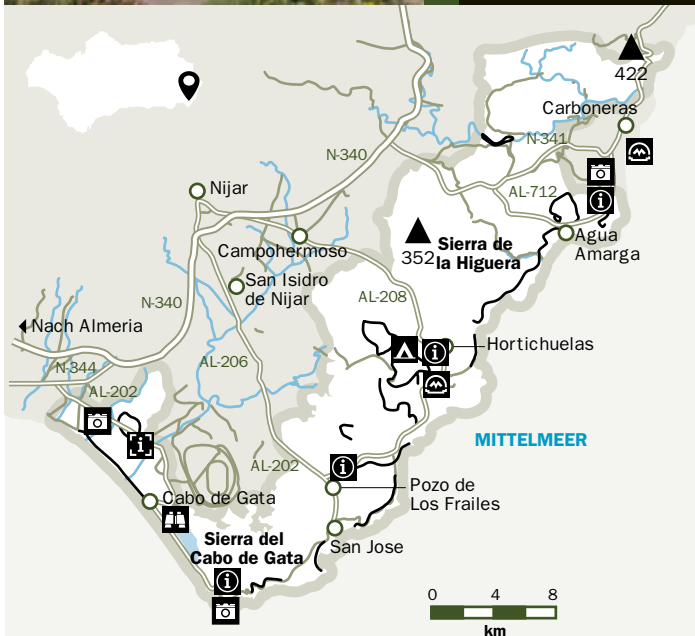 422
Carboneras
N-341
N-340
AL-712
Nijar
Agua
Amarga
Campohermoso
352
Sierra de
la Higuera
San Isidro
de Nijar
AL-208
N-340
Nach Almeria
Hortichuelas
AL-206
N-344
AL-202
MITTELMEER
AL-202
Pozo de
Los Frailes
Cabo de Gata
Sierra del
Cabo de Gata
San Jose
0 4 8
km